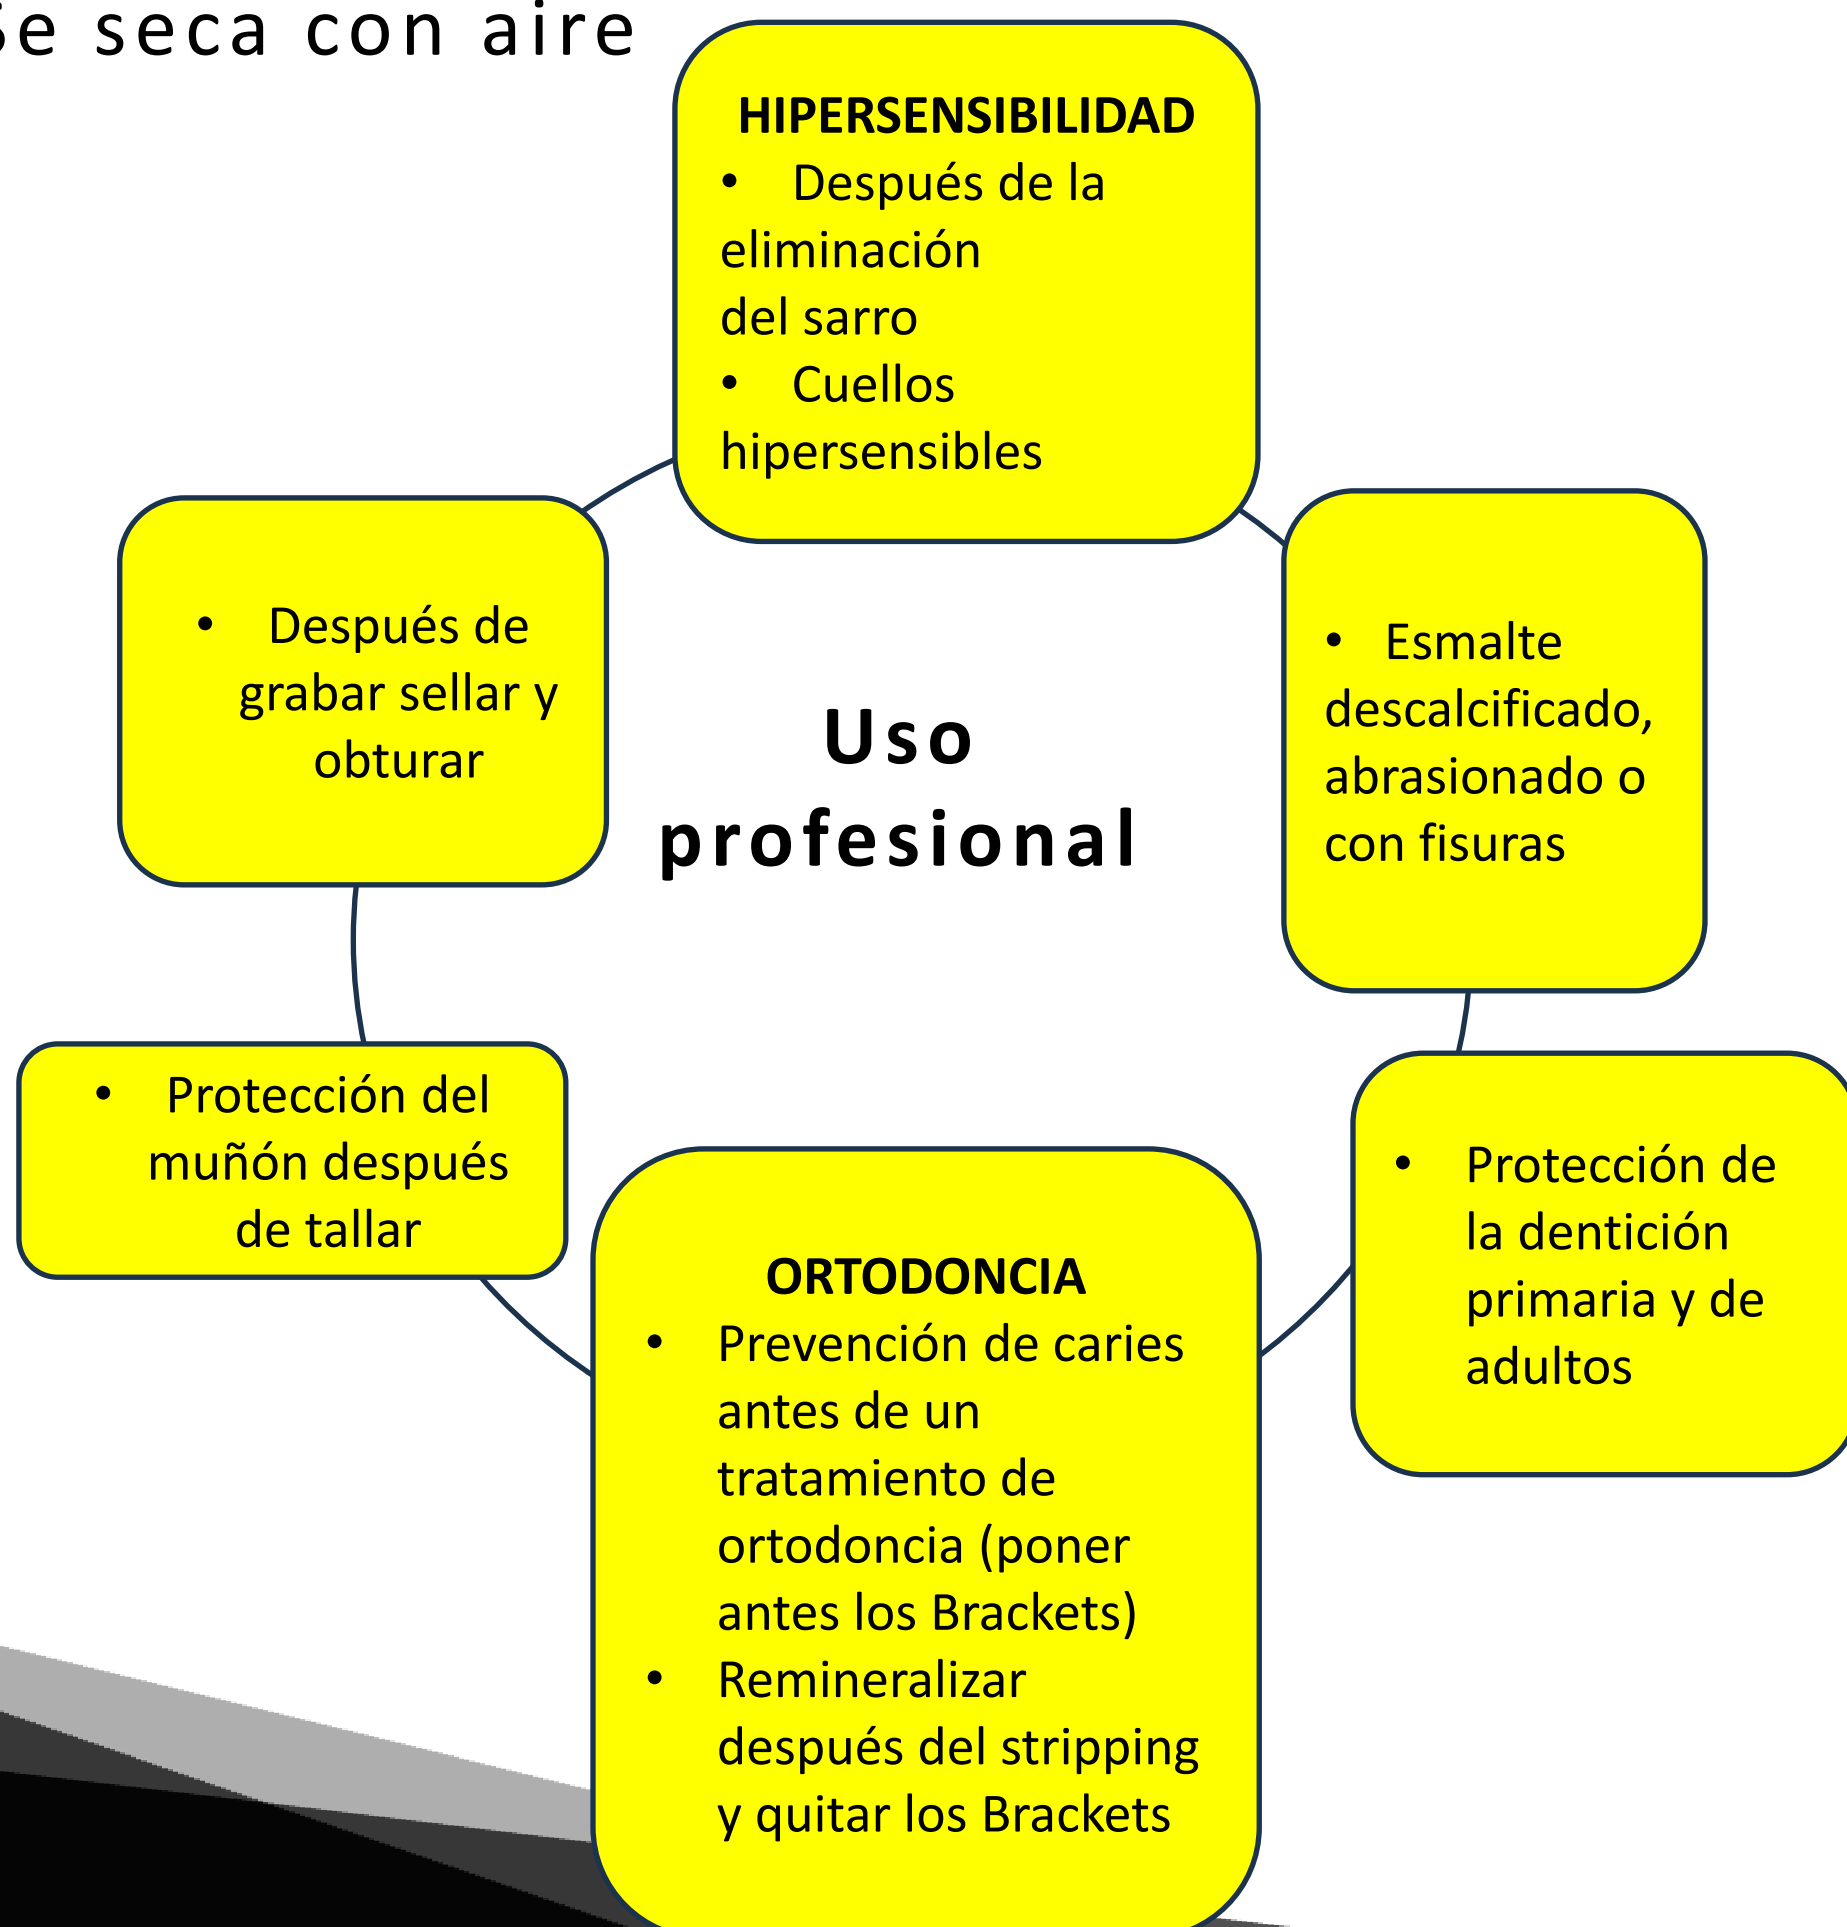 e seca con aire
HIPERSENSIBILIDAD
• Después de la
eliminación
del sarro
• Cuellos
hipersensibles
• Después de
grabar sellar y
obturar
• Esmalte
descalcificado,
abrasionado o
con fisuras
Uso
profesional
• Protección del
muñón después
de tallar
• Protección de
la dentición
primaria y de
adultos
ORTODONCIA
• Prevención de caries
antes de un
tratamiento de
ortodoncia (poner
antes los Brackets)
• Remineralizar
después del stripping
y quitar los Brackets